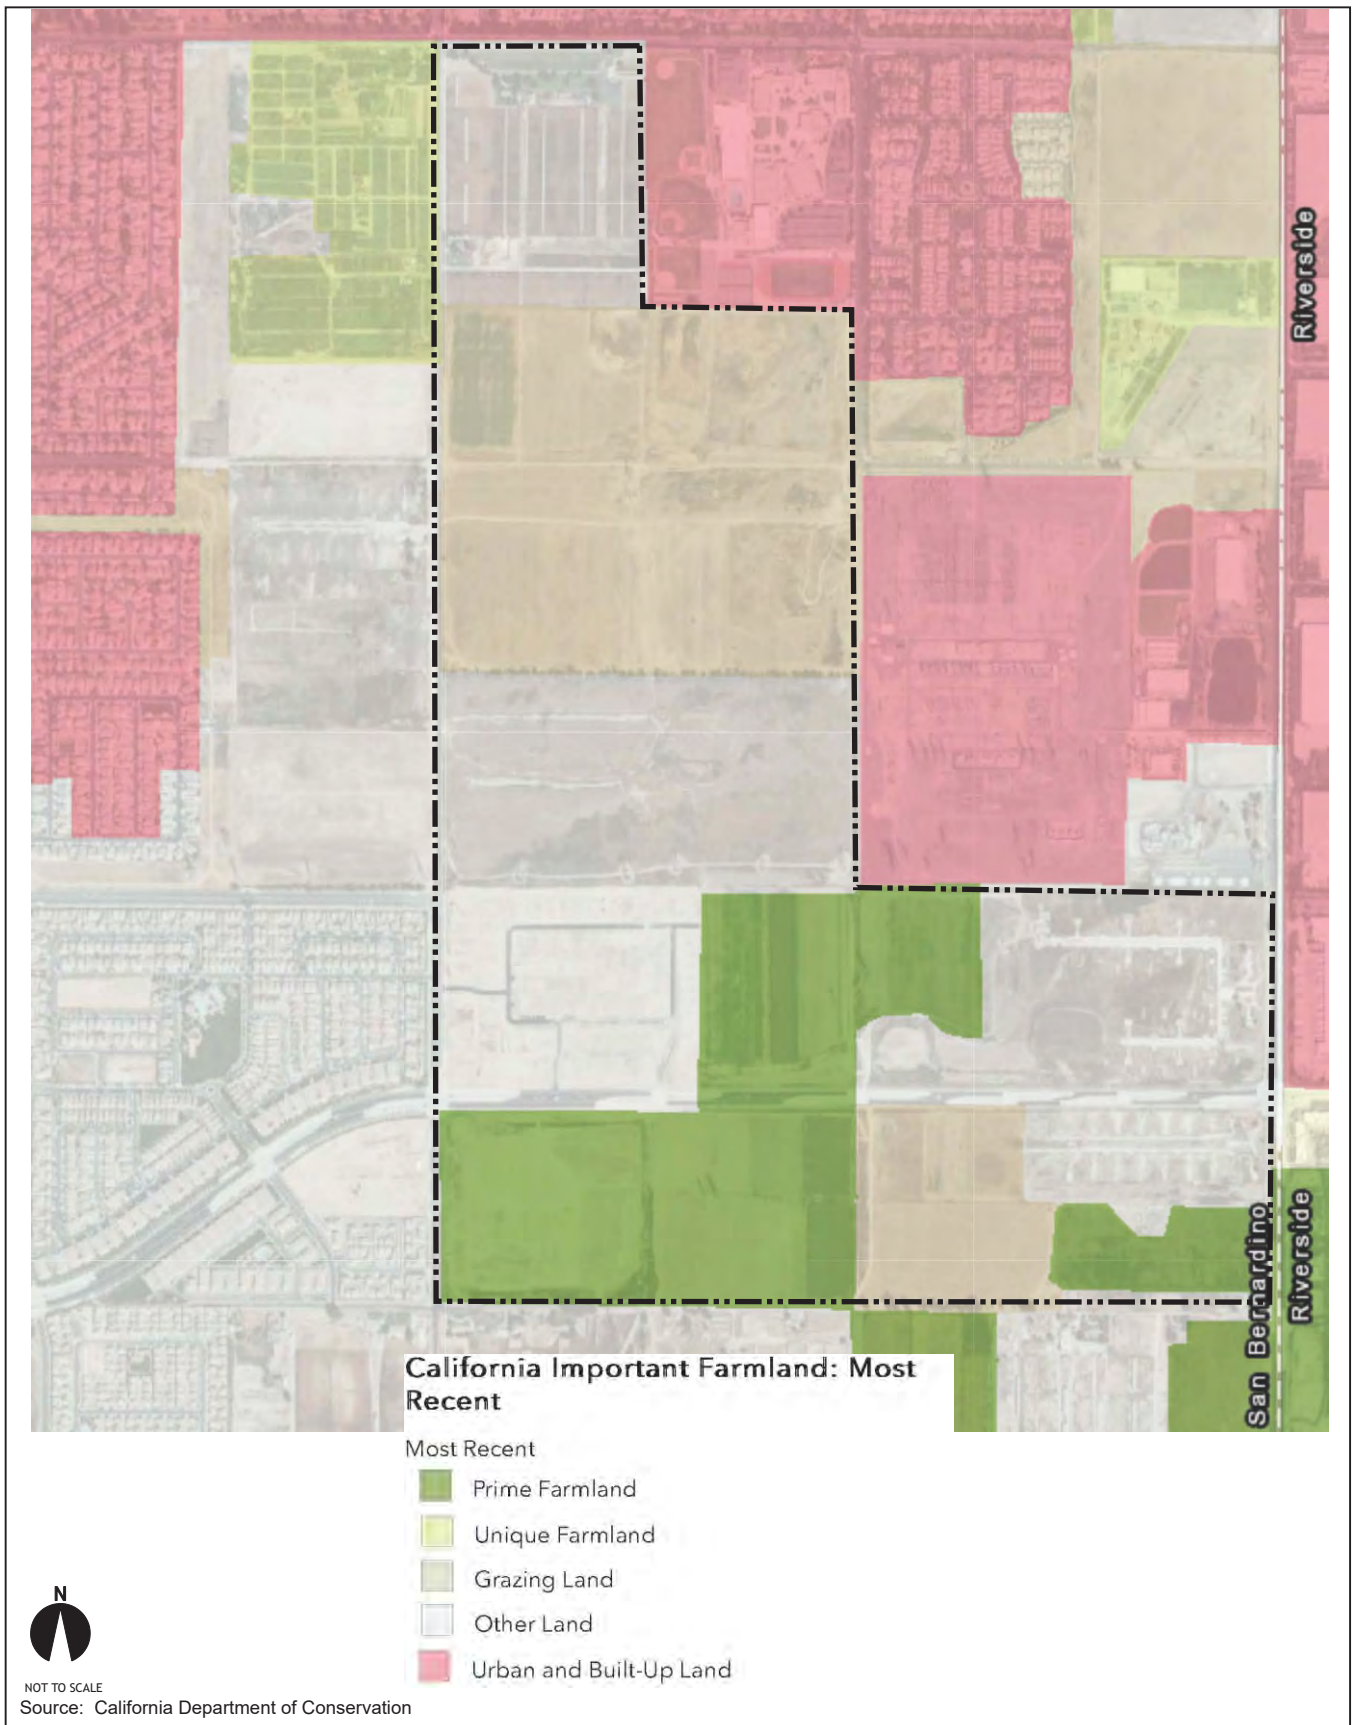 Riverside
San Bernardino
Riverside
California Important Farmland: Most
Recent
Most Recent
Prime Farmland
Unique Farmland
Grazing Land
Other Land
Urban and Built-Up Land
N
NOT TO SCALE
Source: California Department of Conservation